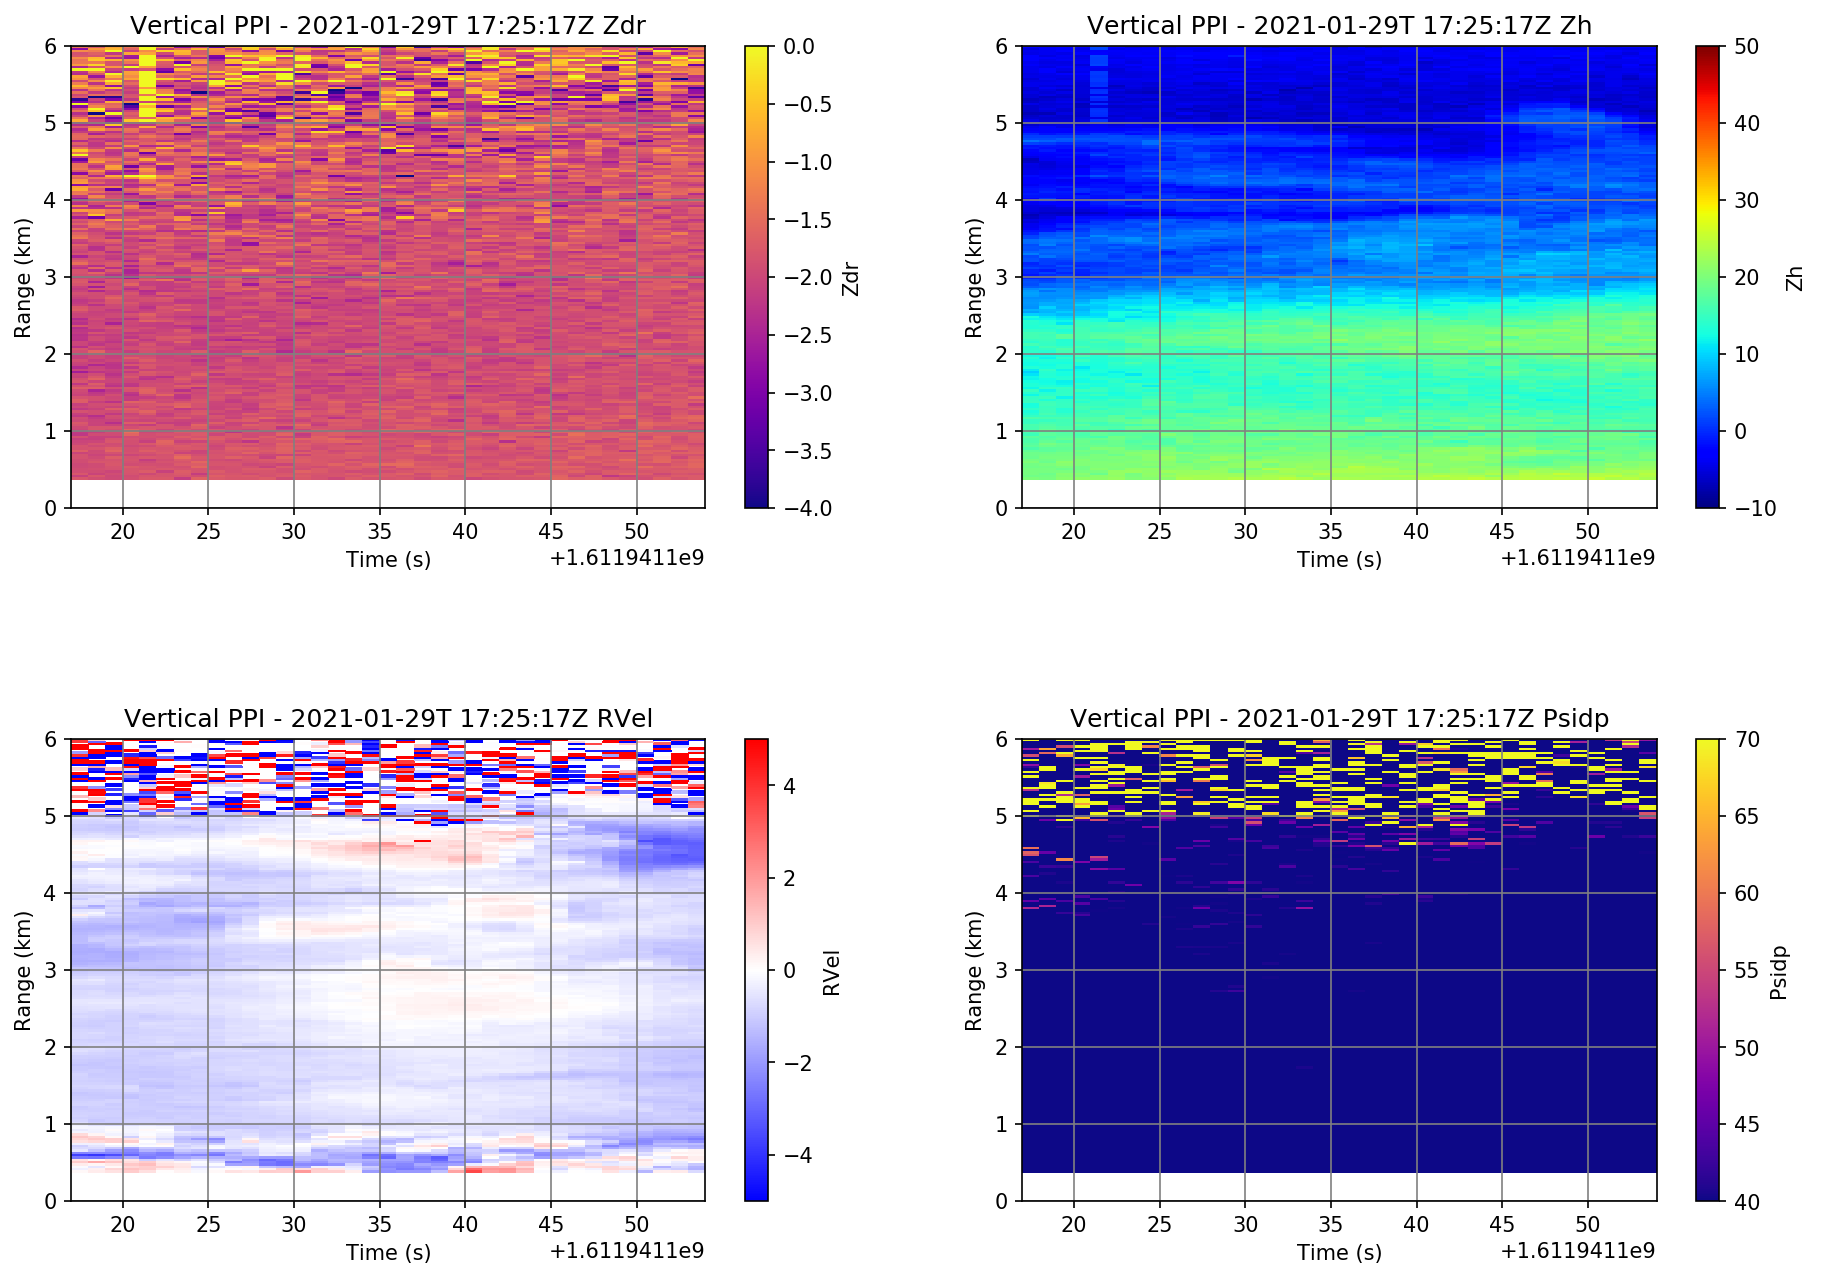 Vertical PPI - 2021-01-29T 17:25:17Z Zdr
6
5
4
3
2
1
0
Range (km)
20 25 30 35 40 45 50
Time (s)
+1.61119411e9
0.0
−0.5
−1.0
−1.5
−2.0
−2.5
−3.0
−3.5
−4.0
Zdr
Vertical PPI - 2021-01-29T 17:25:17Z Zh
6
5
4
3
2
1
0
Range (km)
20 25 30 35 40 45 50
Time (s)
+1.61119411e9
50
40
30
20
10
0
−10
Zh
Vertical PPI - 2021-01-29T 17:25:17Z RVel
6
5
4
3
2
1
0
Range (km)
20 25 30 35 40 45 50
Time (s)
+1.61119411e9
4
2
0
−2
−4
RVel
Vertical PPI - 2021-01-29T 17:25:17Z Psidp
6
5
4
3
2
1
0
Range (km)
20 25 30 35 40 45 50
Time (s)
+1.61119411e9
70
65
60
55
50
45
40
Psidp